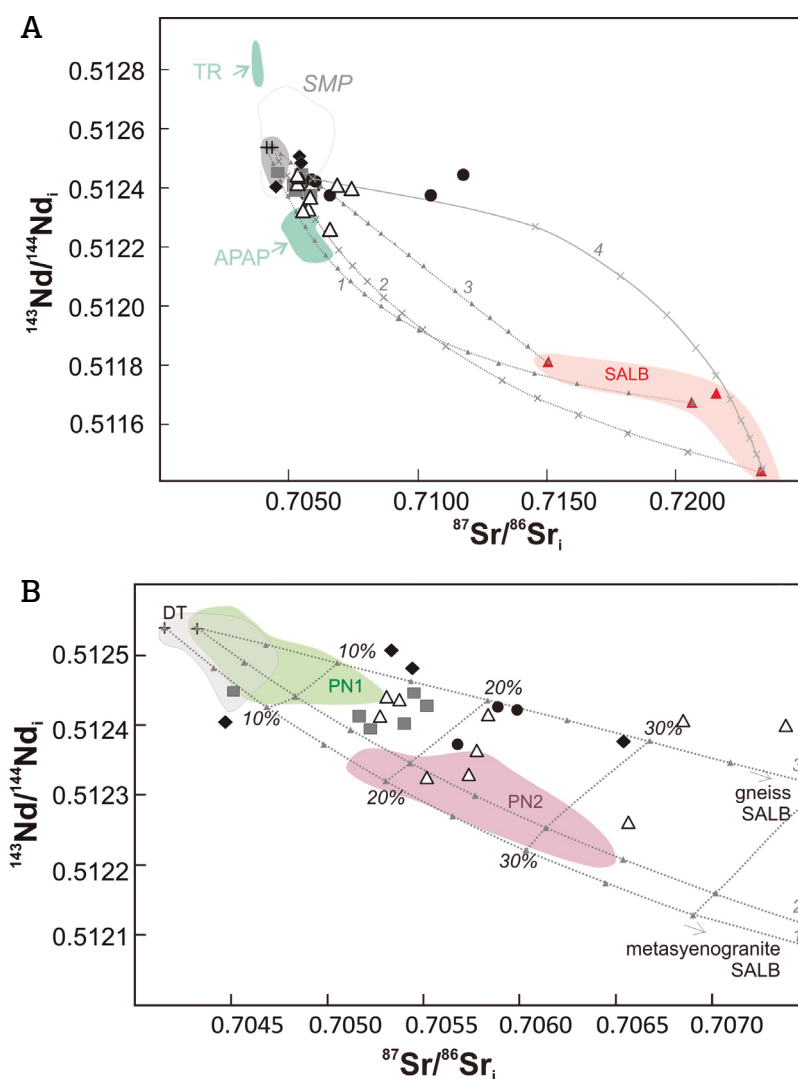 A
0.5128
0.5126
0.5124
0.5122
0.5120
0.5118
0.5116
143Nd/144Ndi
TR
SMP
APAP
1
2
3
4
SALB
0.7050
0.7100
0.7150
0.7200
87Sr/86Sri
B
0.5125
0.5124
0.5123
0.5122
0.5121
143Nd/144Ndi
DT
10%
20%
30%
PN1
10%
20%
30%
PN2
3
gneiss
SALB
2
1
metasyenogranite
SALB
0.7045
0.7050
0.7055
0.7060
0.7065
0.7070
87Sr/86Sri